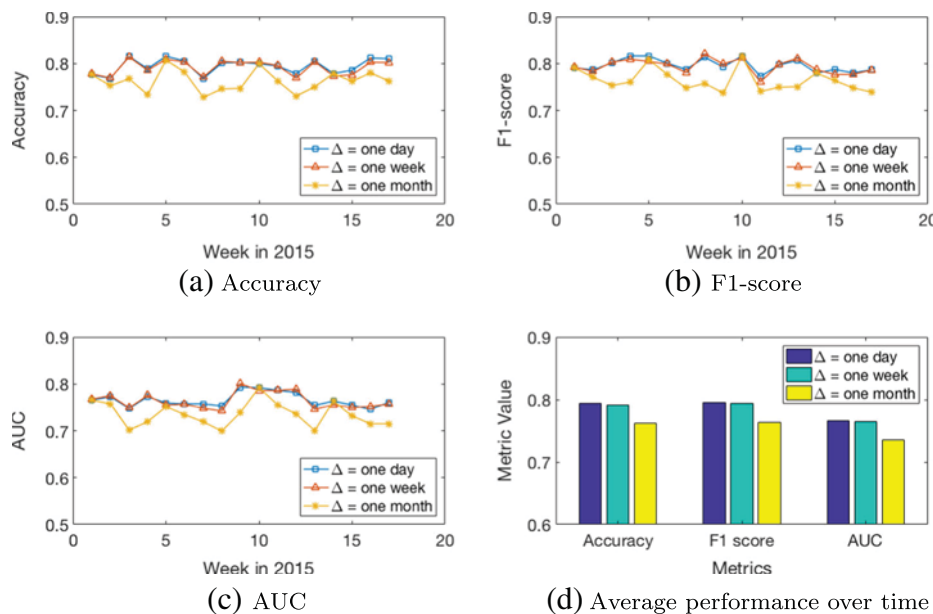 0.9
0.8
0.7
0.6
0.5
Accuracy
Δ = one day
Δ = one week
Δ = one month
0 5 10 15 20
Week in 2015
(a) Accuracy
0.9
0.8
0.7
0.6
0.5
F1-score
Δ = one day
Δ = one week
Δ = one month
0 5 10 15 20
Week in 2015
(b) F1-score
0.9
0.8
0.7
0.6
0.5
AUC
Δ = one day
Δ = one week
Δ = one month
0 5 10 15 20
Week in 2015
(c) AUC
0.9
0.8
0.7
0.6
Metric Value
Δ = one day
Δ = one week
Δ = one month
Accuracy F1 score AUC
Metrics
(d) Average performance over time